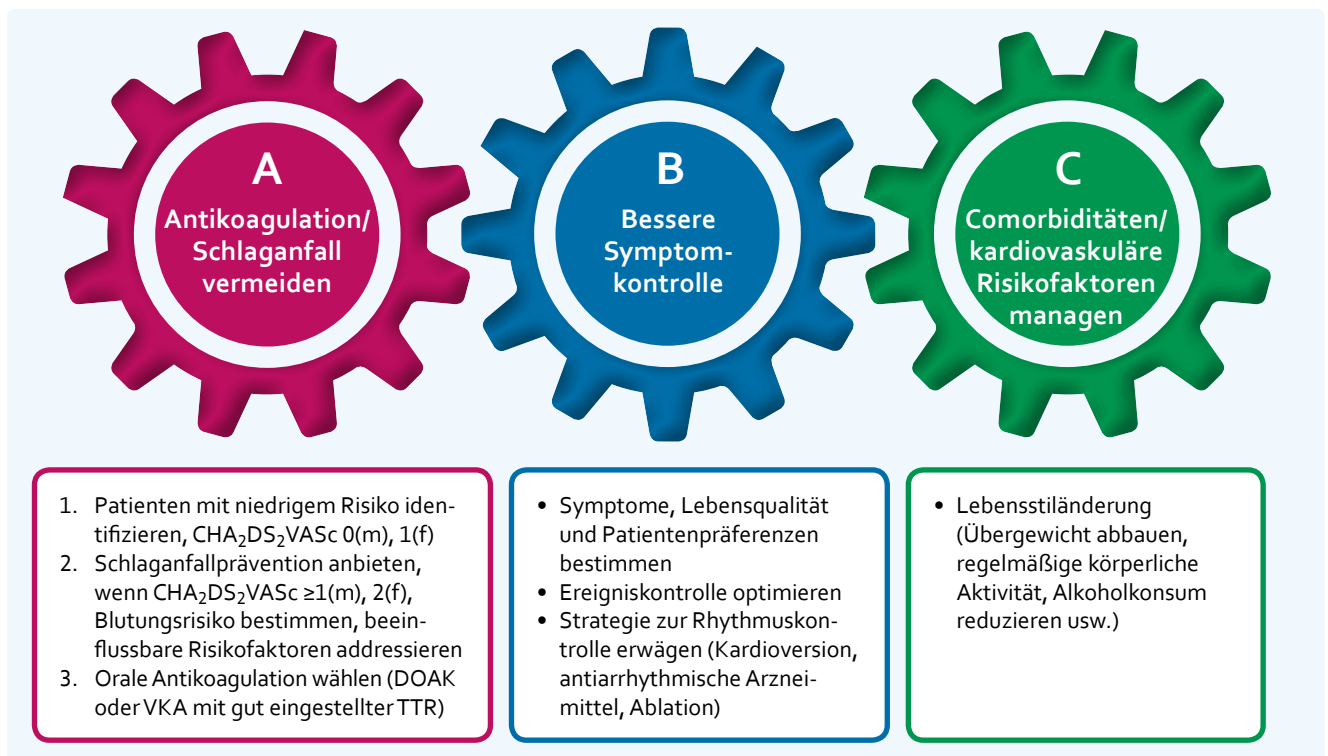 A
Antikoagulation/
Schlaganfall
vermeiden
B
Bessere
Symptom-
kontrolle
C
Comorbiditäten/
kardiovaskuläre
Risikofaktoren
managen
1. Patienten mit niedrigem Risiko iden-
tifizieren, CHA₂DS₂VASc 0(m), 1(f)
2. Schlaganfallprävention anbieten,
wenn CHA₂DS₂VASc ≥1(m), 2(f),
Blutungsrisiko bestimmen, beein-
flussbare Risikofaktoren addressieren
3. Orale Antikoagulation wählen (DOAK
oder VKA mit gut eingestellter TTR)
• Symptome, Lebensqualität
und Patientenpräferenzen
bestimmen
• Ereigniskontrolle optimieren
• Strategie zur Rhythmuskon-
trolle erwägen (Kardioversion,
antiarrhythmische Arznei-
mittel, Ablation)
• Lebensstiländerung
(Übergewicht abbauen,
regelmäßige körperliche
Aktivität, Alkoholkonsum
reduzieren usw.)